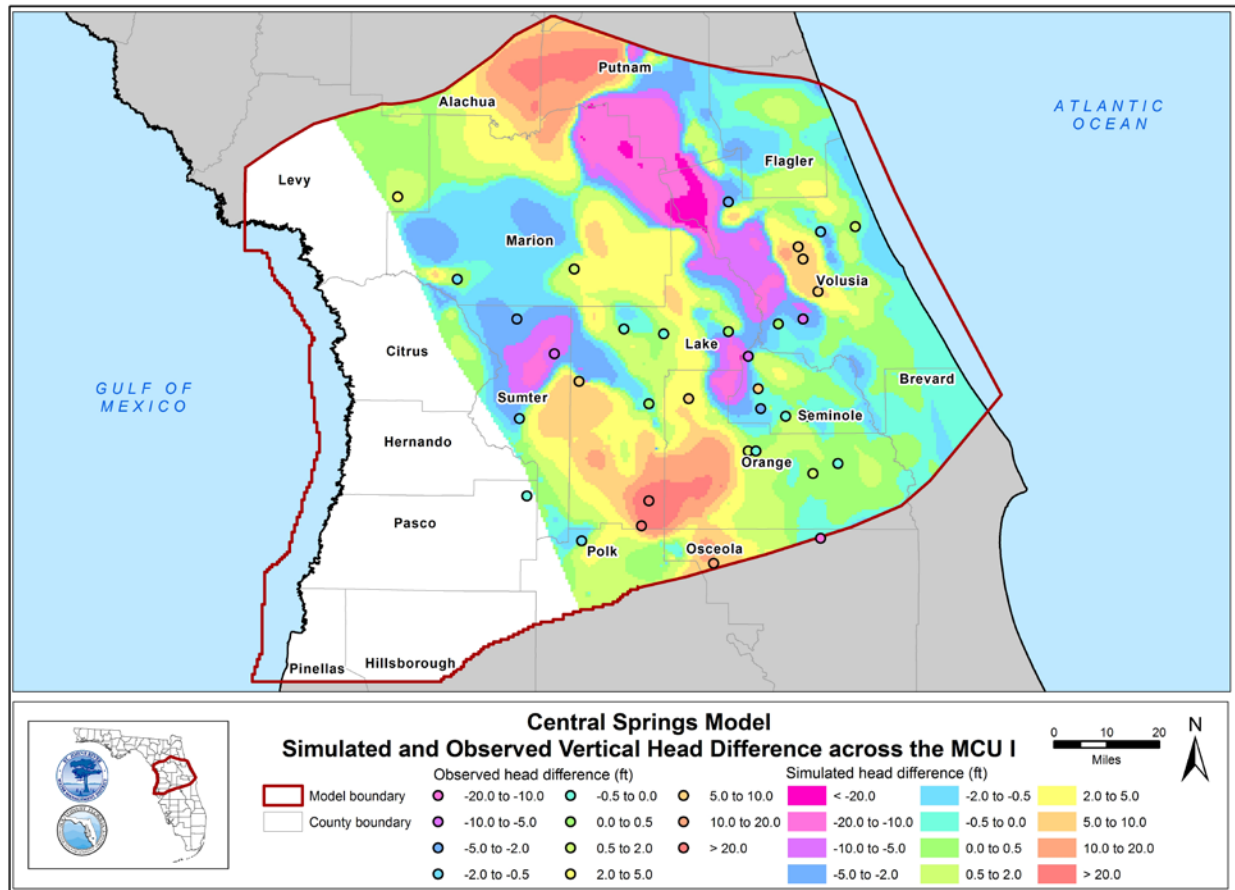 Putnam
Alachua
ATLANTIC
OCEAN
Flagler
Levy
Marion
Volusia
Citrus
Lake
GULF OF
MEXICO
Brevard
Sumter
Seminole
Hernando
Orange
Pasco
Polk
Osceola
Hillsborough
Pinellas
Central Springs Model
Simulated and Observed Vertical Head Difference across the MCU I
0 10 20
Miles
N
Observed head difference (ft)
Simulated head difference (ft)
Model boundary
County boundary
-20.0 to -10.0
-10.0 to -5.0
-5.0 to -2.0
-2.0 to -0.5
-0.5 to 0.0
0.0 to 0.5
0.5 to 2.0
2.0 to 5.0
5.0 to 10.0
10.0 to 20.0
> 20.0
< -20.0
-20.0 to -10.0
-10.0 to -5.0
-5.0 to -2.0
-2.0 to -0.5
-0.5 to 0.0
0.0 to 0.5
0.5 to 2.0
2.0 to 5.0
5.0 to 10.0
10.0 to 20.0
> 20.0